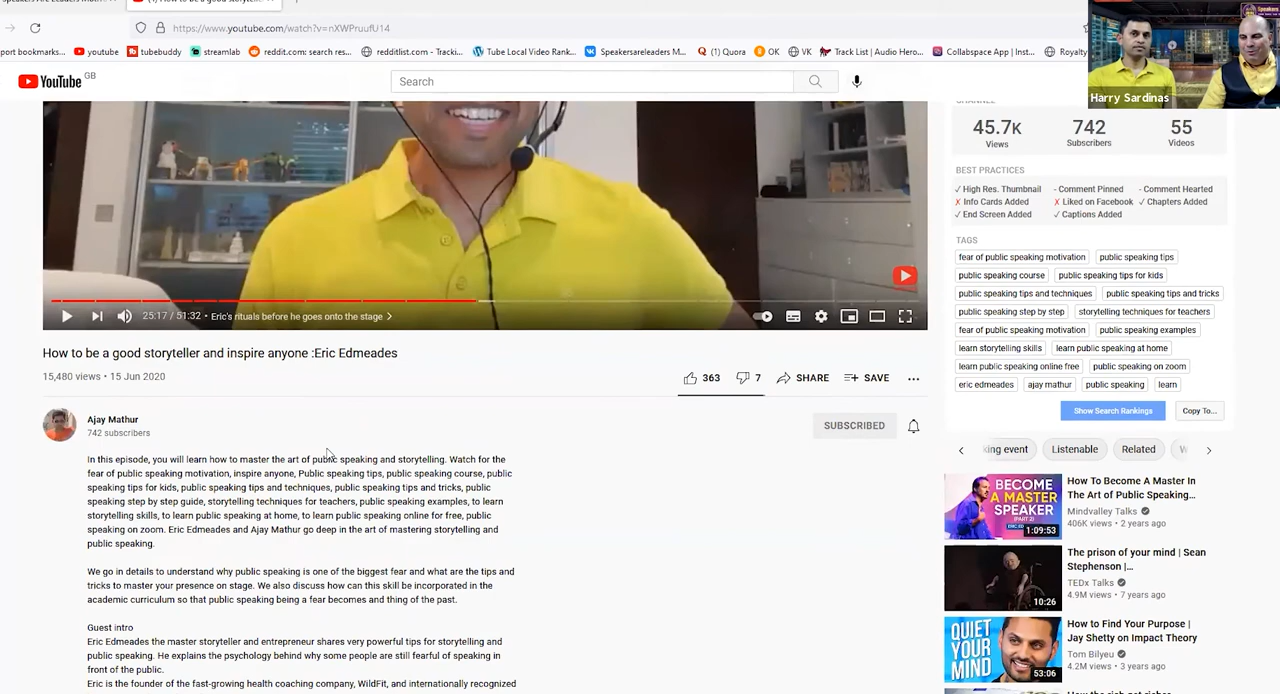 How to be a good storytelle
https://www.youtube.com/watch?v=nXWPruufU14
port bookmarks...
youtube
tubebuddy
streamlab
reddit.com: search res...
redditlist.com - Tracki...
Tube Local Video Rank...
Speakersareleaders M...
(1) Quora
OK
VK
Track List | Audio Hero...
Collabspace App | Inst...
Royalty
Harry Sardinas
YouTube GB
Search
45.7K
742
55
Views
Subscribers
Videos
BEST PRACTICES
✓ High Res. Thumbnail
- Comment Pinned
- Comment Hearted
✗ Info Cards Added
✗ Liked on Facebook
✓ Chapters Added
✓ End Screen Added
✓ Captions Added
TAGS
fear of public speaking motivation
public speaking tips
public speaking course
public speaking tips for kids
public speaking tips and techniques
public speaking tips and tricks
public speaking step by step
storytelling techniques for teachers
fear of public speaking motivation
public speaking examples
learn storytelling skills
learn public speaking at home
learn public speaking online free
public speaking on zoom
eric edmeades
ajay mathur
public speaking
learn
Show Search Rankings
Copy To...
25:17 / 51:32 • Eric's rituals before he goes onto the stage >
How to be a good storyteller and inspire anyone :Eric Edmeades
15,480 views • 15 Jun 2020
363
7
SHARE
SAVE
Ajay Mathur
742 subscribers
SUBSCRIBED
In this episode, you will learn how to master the art of public speaking and storytelling. Watch for the
fear of public speaking motivation, inspire anyone, Public speaking tips, public speaking course, public
speaking tips for kids, public speaking tips and techniques, public speaking tips and tricks, public
speaking step by step guide, storytelling techniques for teachers, public speaking examples, to learn
storytelling skills, to learn public speaking at home, to learn public speaking online for free, public
speaking on zoom. Eric Edmeades and Ajay Mathur go deep in the art of mastering storytelling and
public speaking.
We go in details to understand why public speaking is one of the biggest fear and what are the tips and
tricks to master your presence on stage. We also discuss how can this skill be incorporated in the
academic curriculum so that public speaking being a fear becomes and thing of the past.
Guest intro
Eric Edmeades the master storyteller and entrepreneur shares very powerful tips for storytelling and
public speaking. He explains the psychology behind why some people are still fearful of speaking in
front of the public.
Eric is the founder of the fast-growing health coaching company, WildFit, and internationally recognized
king event
Listenable
Related
W
BECOME
A MASTER
SPEAKER
(PART 2)
1:09:53
How To Become A Master In
The Art of Public Speaking...
Mindvalley Talks
406K views • 2 years ago
10:26
The prison of your mind | Sean
Stephenson |...
TEDx Talks
4.9M views • 7 years ago
QUIET
YOUR
MIND
53:06
How to Find Your Purpose |
Jay Shetty on Impact Theory
Tom Bilyeu
4.2M views • 3 years ago